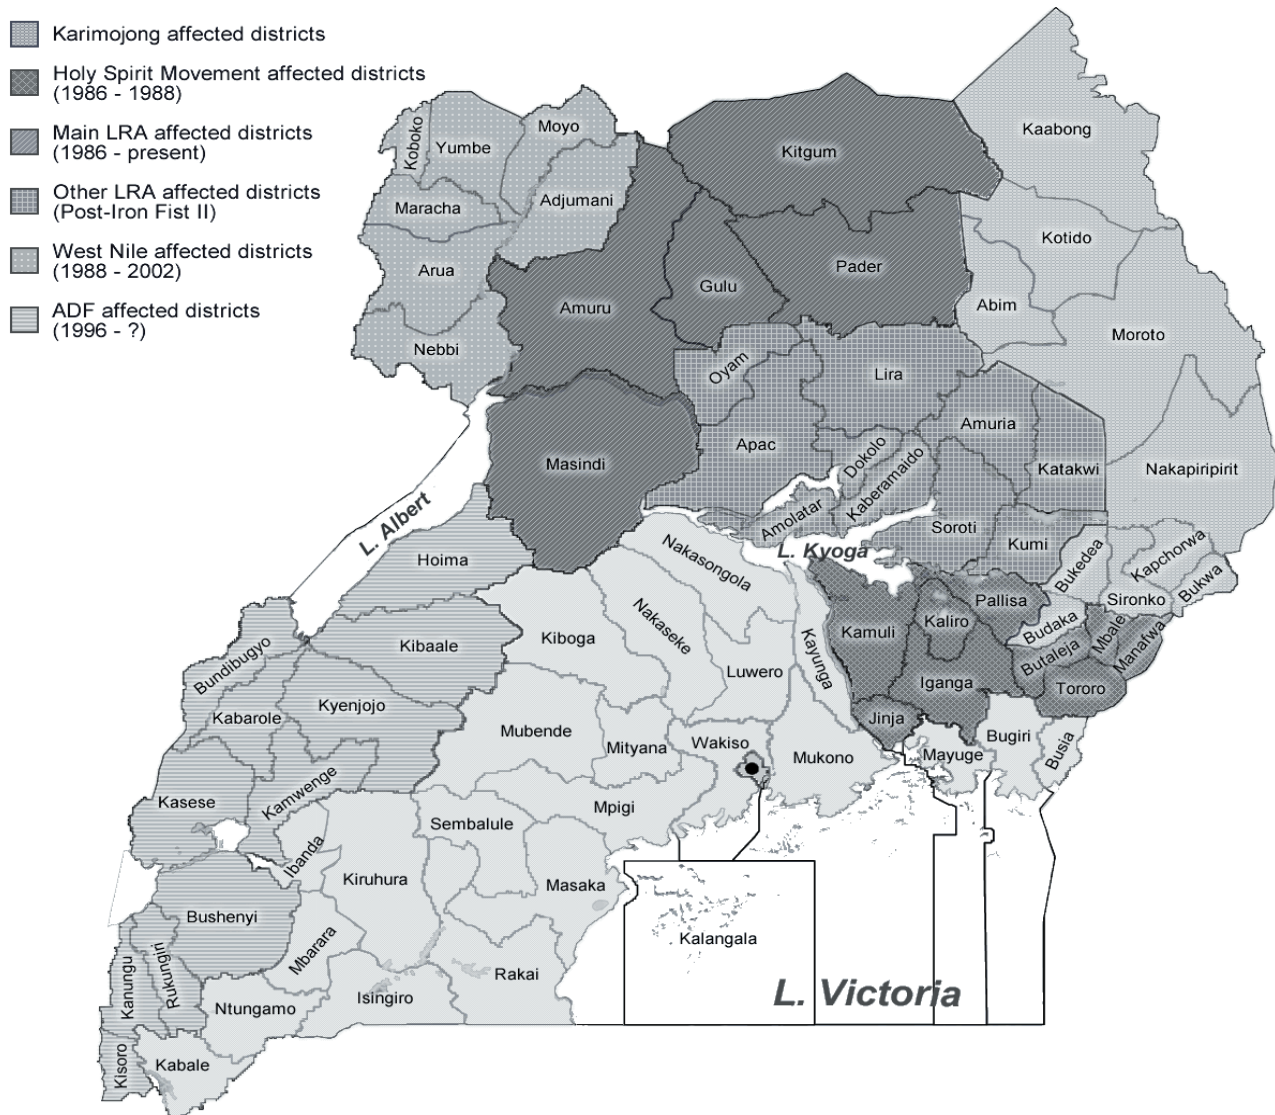 Karimojong affected districts
Holy Spirit Movement affected districts
(1986 - 1988)
Main LRA affected districts
(1986 - present)
Other LRA affected districts
(Post-Iron Fist II)
West Nile affected districts
(1988 - 2002)
ADF affected districts
(1996 - ?)
Kaabong
Koboko
Yumbe
Moyo
Kitgum
Maracha
Adjumani
Kotido
Arua
Gulu
Pader
Abim
Amuru
Moroto
Nebbi
Oyam
Lira
Amuria
Apac
Dokolo
Masindi
Katakwi
Nakapiripirit
Kaberamaido
L. Albert
Amolatar
Soroti
Kumi
L. Kyoga
Hoima
Nakasongola
Bukedea
Kapchorwa
Bukwa
Sironko
Pallisa
Kaliro
Kamuli
Budaka
Mbale
Manafwa
Butaleja
Kiboga
Nakaseke
Kibaale
Kayunga
Bundibugyo
Luwero
Iganga
Tororo
Kyenjojo
Kabarole
Jinja
Mubende
Mityana
Wakiso
Mukono
Mayuge
Bugiri
Busia
Kamwenge
Kasese
Mpigi
Sembalule
Ibanda
Kiruhura
Masaka
Bushenyi
Kalangala
Mbarara
Rukungiri
Kanungu
Rakai
L. Victoria
Isingiro
Ntungamo
Kisoro
Kabale